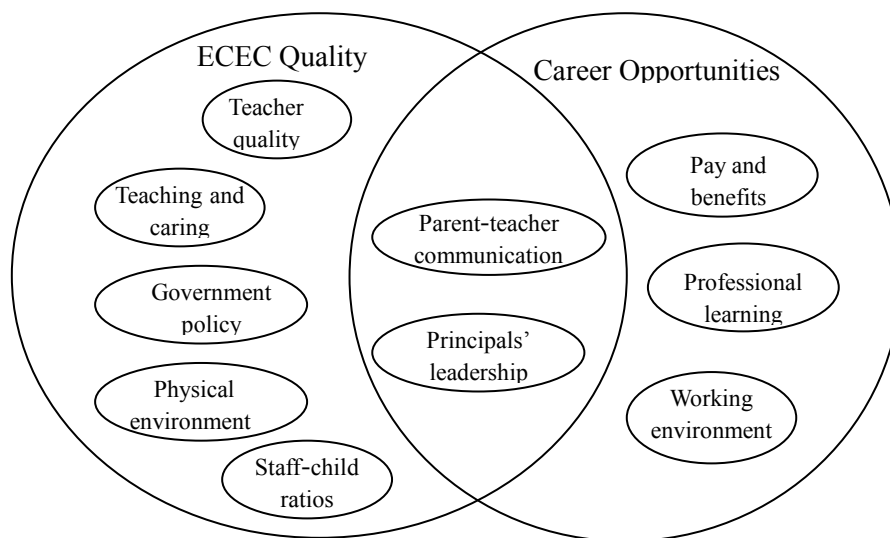 ECEC Quality
Teacher
quality
Teaching and
caring
Government
policy
Physical
environment
Staff-child
ratios
Parent-teacher
communication
Principals’
leadership
Career Opportunities
Pay and
benefits
Professional
learning
Working
environment